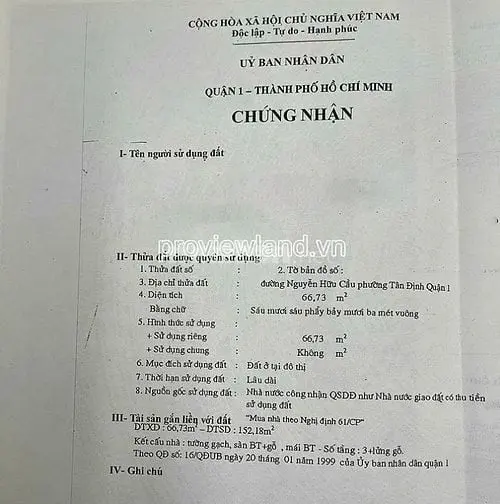 CỘNG HÒA XÃ HỘI CHỦ NGHĨA VIỆT NAM
Độc lập - Tự do - Hạnh phúc
UỶ BAN NHÂN DÂN
QUẬN 1 – THÀNH PHỐ HỒ CHÍ MINH
CHỨNG NHẬN
I- Tên người sử dụng đất
proviewland.vn
II- Thửa đất được quyền sử dụng
1. Thửa đất số : 2. Tờ bản đồ số :
3. Địa chỉ thửa đất : đường Nguyễn Hữu Cầu phường Tân Định Quận 1
4. Diện tích : 66,73 m²
Bằng chữ : Sáu mươi sáu phẩy bảy mươi ba mét vuông
5. Hình thức sử dụng :
+ Sử dụng riêng : 66,73 m²
+ Sử dụng chung : Không m²
6. Mục đích sử dụng đất : Đất ở tại đô thị
7. Thời hạn sử dụng đất : Lâu dài
8. Nguồn gốc sử dụng đất: Nhà nước công nhận QSDĐ như Nhà nước giao đất có thu tiền
sử dụng đất
III- Tài sản gắn liền với đất "Mua nhà theo Nghị định 61/CP"
DTXD : 66,73m² – DTSD : 152,18m²
Kết cấu nhà : tường gạch, sàn BT+gỗ , mái BT - Số tầng : 3+lửng gỗ.
Theo QĐ số: 16/QĐUB ngày 20 tháng 01 năm 1999 của Ủy ban nhân dân quận 1
IV- Ghi chú